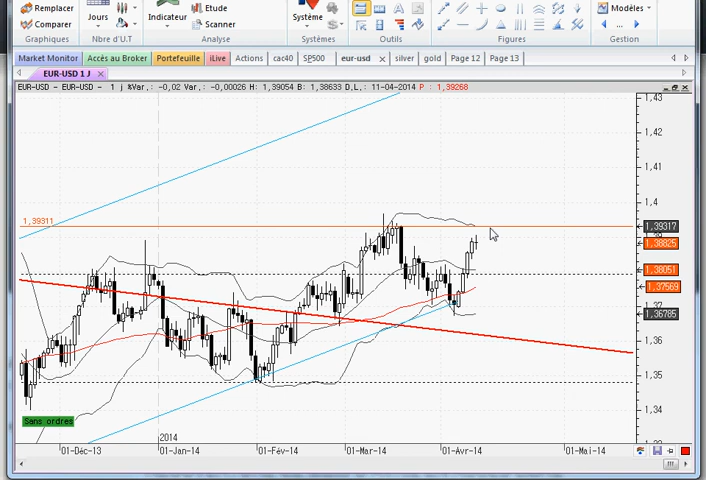 Remplacer
Comparer
Graphiques
Jours
Nbre d'U.T
Indicateur
Etude
Scanner
Analyse
Système
Systèmes
Outils
Figures
Modèles
...
Gestion
Market Monitor
Accès au Broker
Portefeuille
iLive
Actions
cac40
SP500
eur-usd
silver
gold
Page 12
Page 13
EUR-USD 1 J
EUR-USD - EUR-USD - 1 j %Var.: -0,02 Var.: -0,00026 H: 1,39054 B: 1,38633 D.L.: 11-04-2014 P : 1,39268
1,43
1,42
1,41
1,4
1,39311
1,39317
1,38825
1,38051
1,37569
1,37
1,36785
1,36
1,35
1,34
Sans ordres
2014
01-Déc-13
01-Jan-14
01-Fév-14
01-Mar-14
01-Avr-14
01-Mai-14